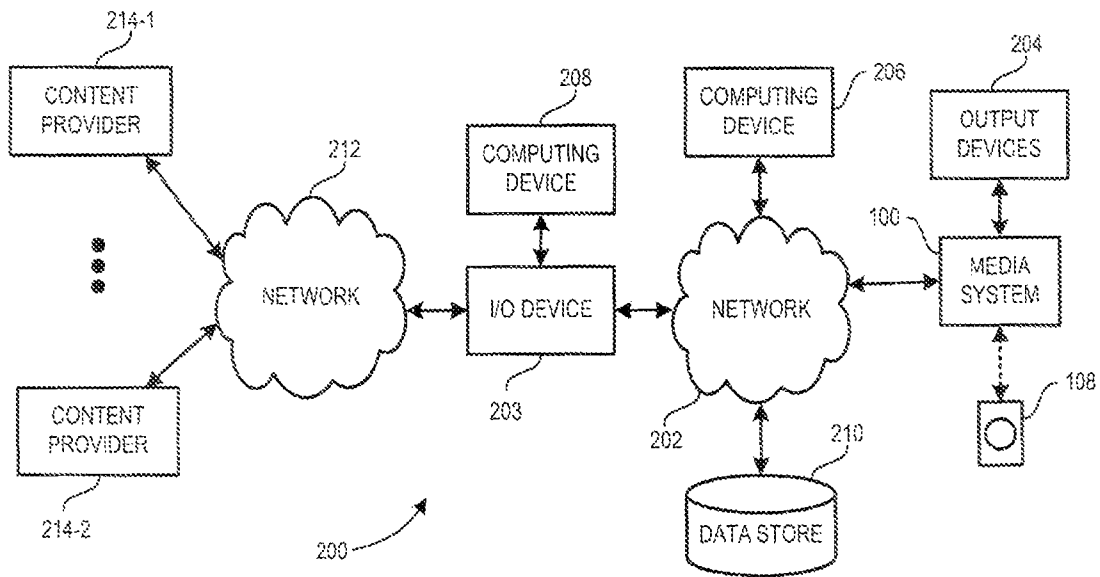 214-1
CONTENT
PROVIDER
212
NETWORK
208
COMPUTING
DEVICE
I/O DEVICE
203
206
COMPUTING
DEVICE
204
OUTPUT
DEVICES
100
MEDIA
SYSTEM
NETWORK
202
108
210
DATA STORE
CONTENT
PROVIDER
214-2
200